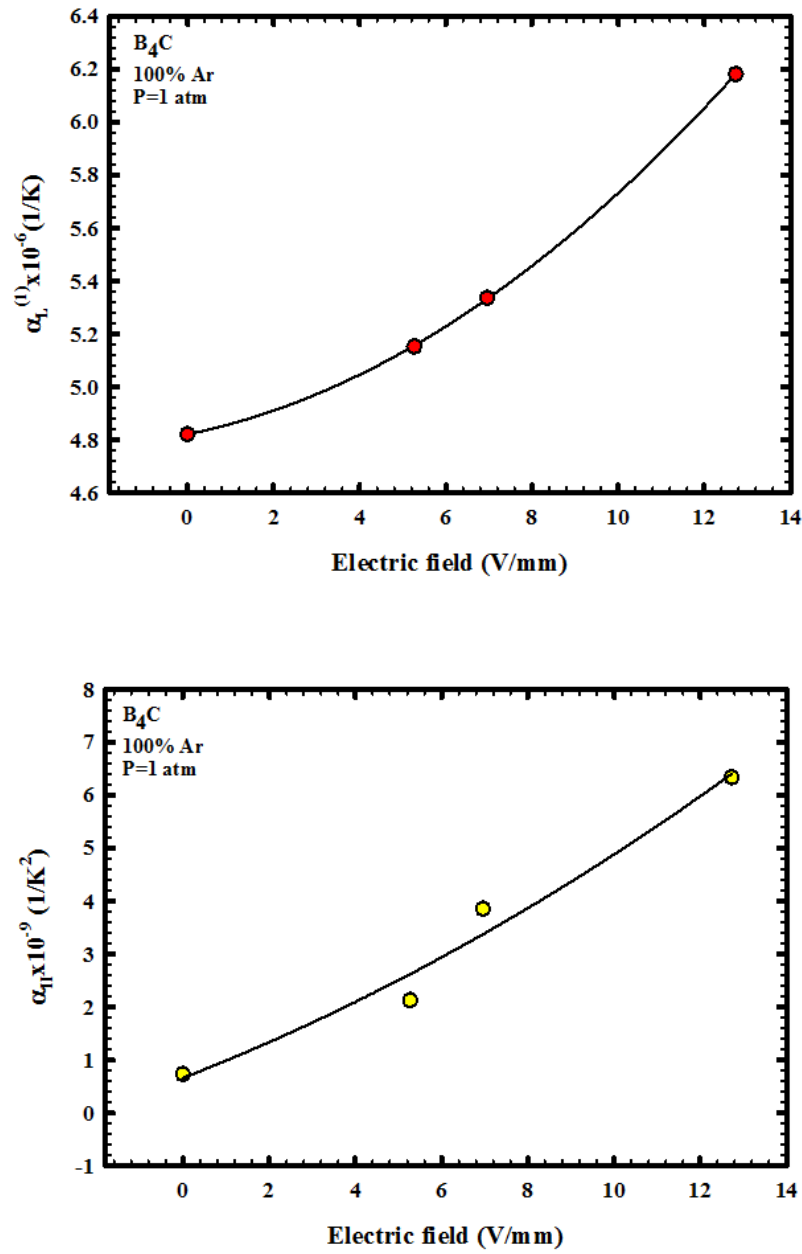 6.4
6.2
6.0
5.8
5.6
5.4
5.2
5.0
4.8
4.6
B₄C
100% Ar
P=1 atm
α_L^(1)x10^-6 (1/K)
0 2 4 6 8 10 12 14
Electric field (V/mm)
8
7
6
5
4
3
2
1
0
-1
B₄C
100% Ar
P=1 atm
α_II x10^-9 (1/K²)
0 2 4 6 8 10 12 14
Electric field (V/mm)